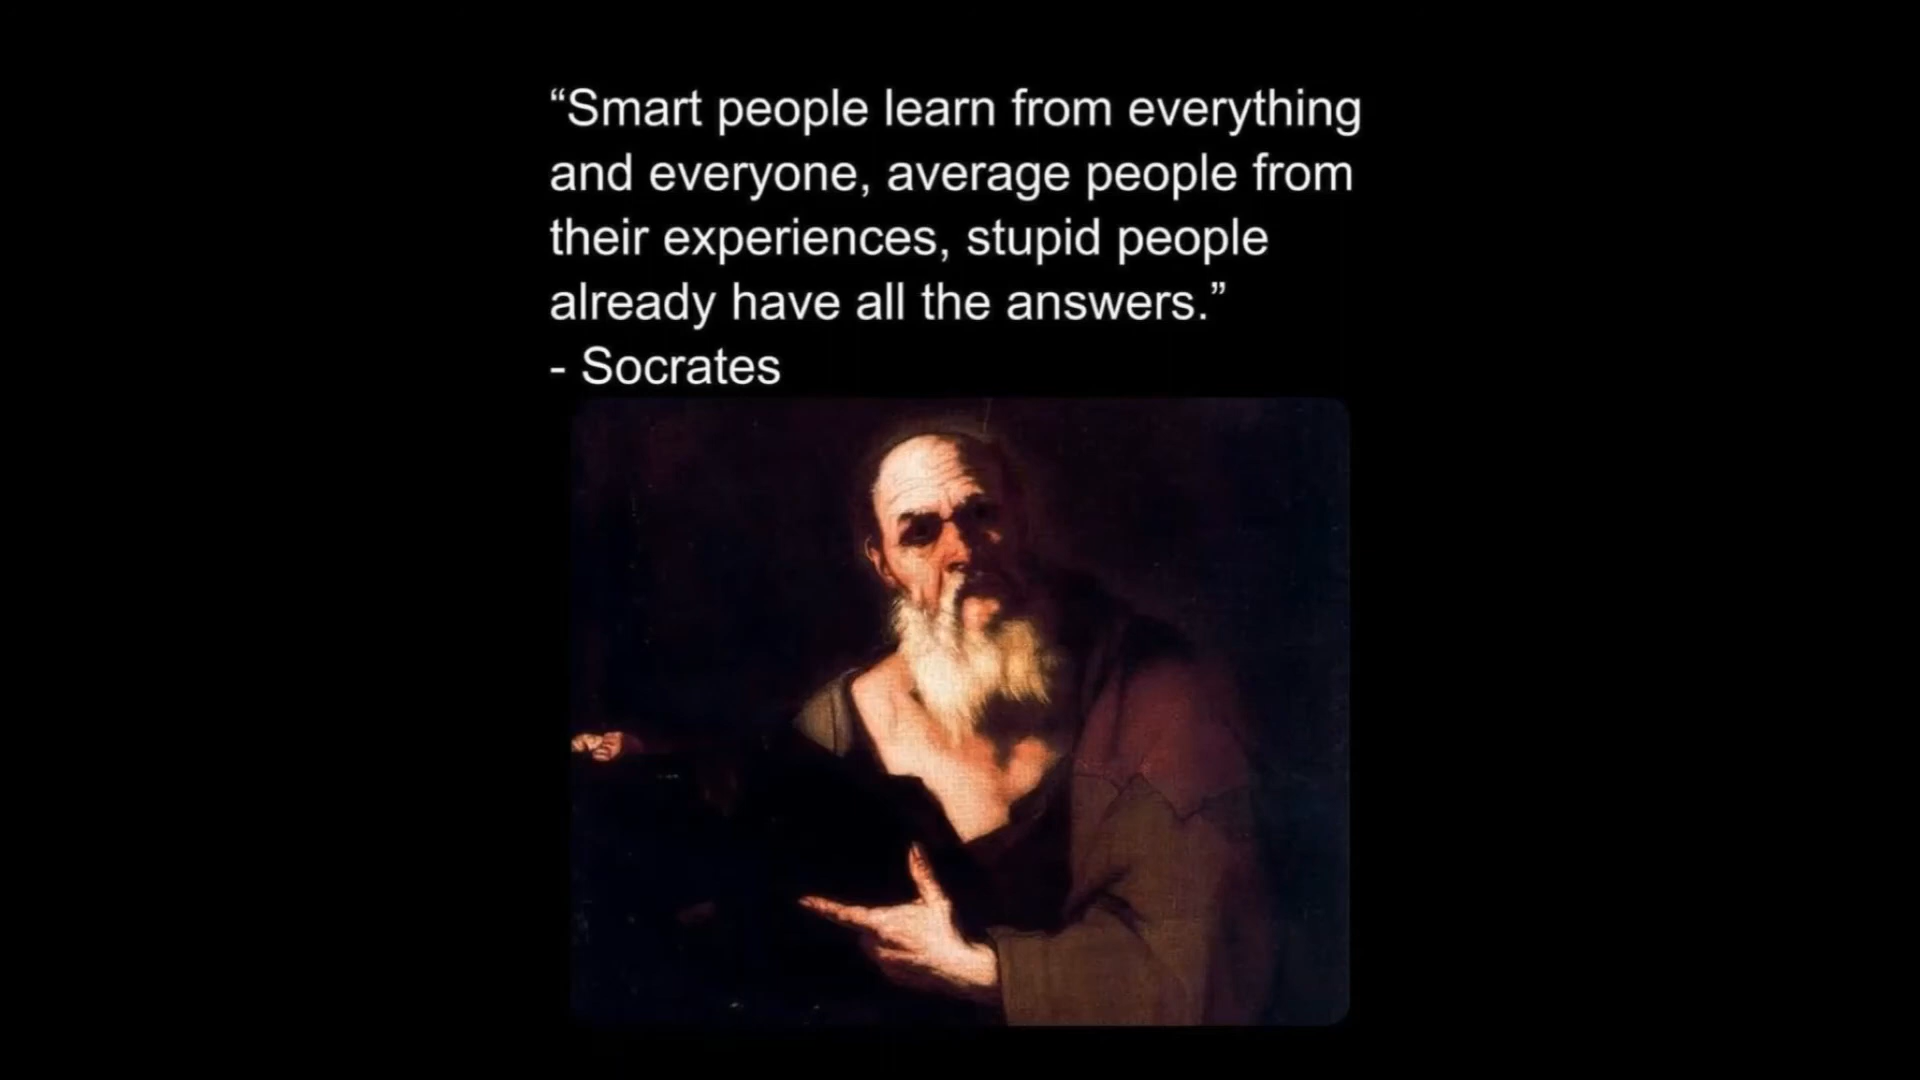 “Smart people learn from everything
and everyone, average people from
their experiences, stupid people
already have all the answers.”
- Socrates